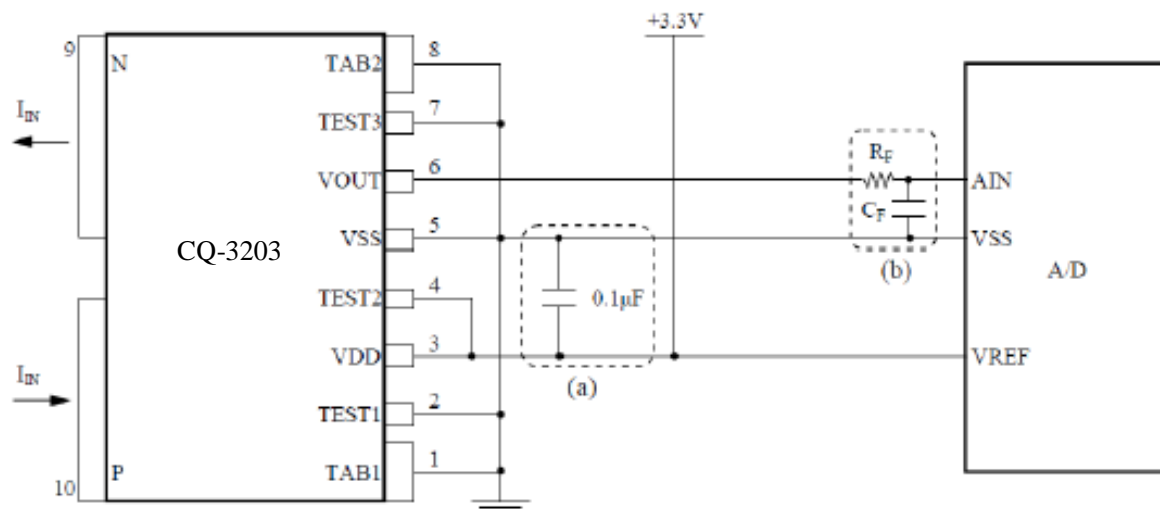 +3.3V
9
N
TAB2
8
I_IN
TEST3
7
VOUT
6
R_F
AIN
C_F
VSS
5
VSS
CQ-3203
(b)
A/D
TEST2
4
0.1μF
VDD
3
VREF
I_IN
(a)
TEST1
2
10
P
TAB1
1